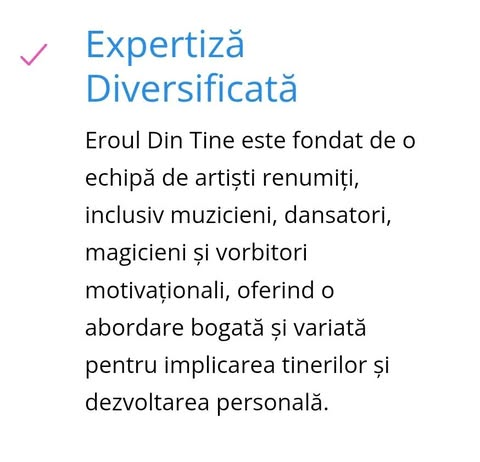 Expertiză
Diversificată
Eroul Din Tine este fondat de o
echipă de artiști renumiți,
inclusiv muzicieni, dansatori,
magicieni și vorbitori
motivaționali, oferind o
abordare bogată și variată
pentru implicarea tinerilor și
dezvoltarea personală.